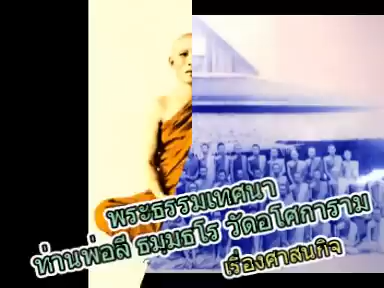 พระธรรมเทศนา
ท่านพ่อลี ธมฺมธโร วัดอโศการาม
เรื่องศาสนกิจ